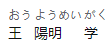 おう ようめい がく
王 陽明 学